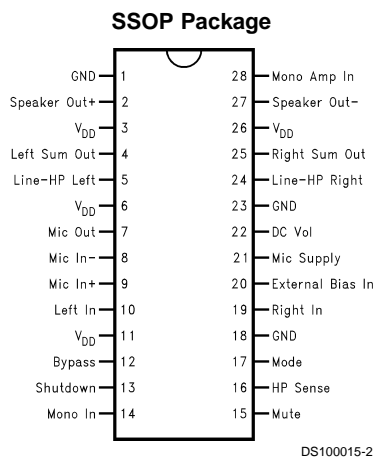 SSOP Package
GND 1 28 Mono Amp In
Speaker Out+ 2 27 Speaker Out-
VDD 3 26 VDD
Left Sum Out 4 25 Right Sum Out
Line-HP Left 5 24 Line-HP Right
VDD 6 23 GND
Mic Out 7 22 DC Vol
Mic In- 8 21 Mic Supply
Mic In+ 9 20 External Bias In
Left In 10 19 Right In
VDD 11 18 GND
Bypass 12 17 Mode
Shutdown 13 16 HP Sense
Mono In 14 15 Mute
DS100015-2